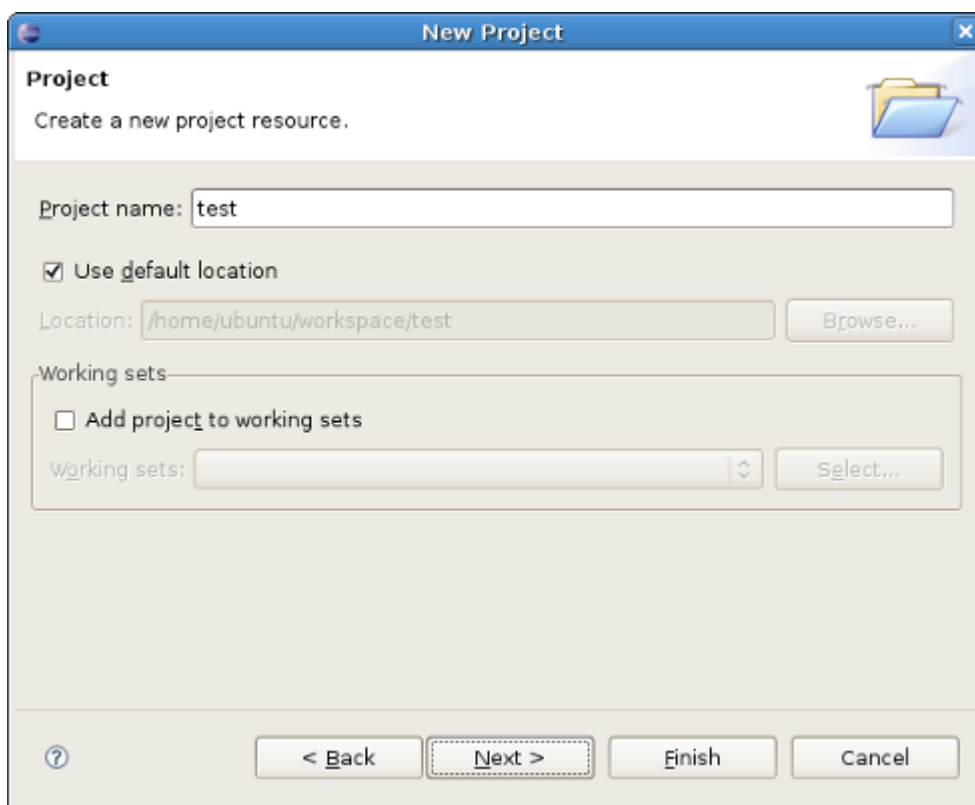 New Project
Project
Create a new project resource.
Project name: test
Use default location
Location: /home/ubuntu/workspace/test Browse...
Working sets
Add project to working sets
Working sets: Select...
? < Back Next > Finish Cancel